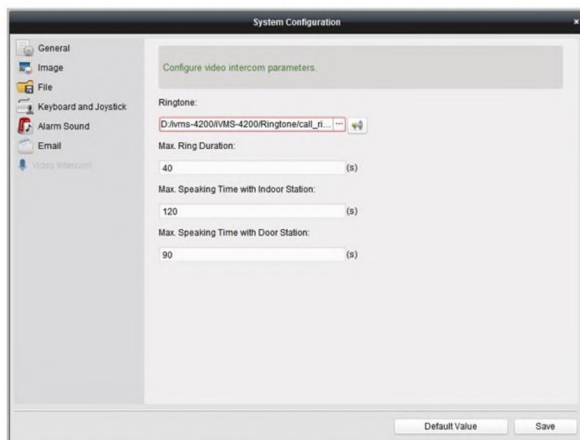 System Configuration
×
General
Image
File
Keyboard and Joystick
Alarm Sound
Email
Video Intercom
Configure video intercom parameters.
Ringtone:
D:/ivms-4200/iVMS-4200/Ringtone/call_ri... ...
Max. Ring Duration:
40 (s)
Max. Speaking Time with Indoor Station:
120 (s)
Max. Speaking Time with Door Station:
90 (s)
Default Value
Save